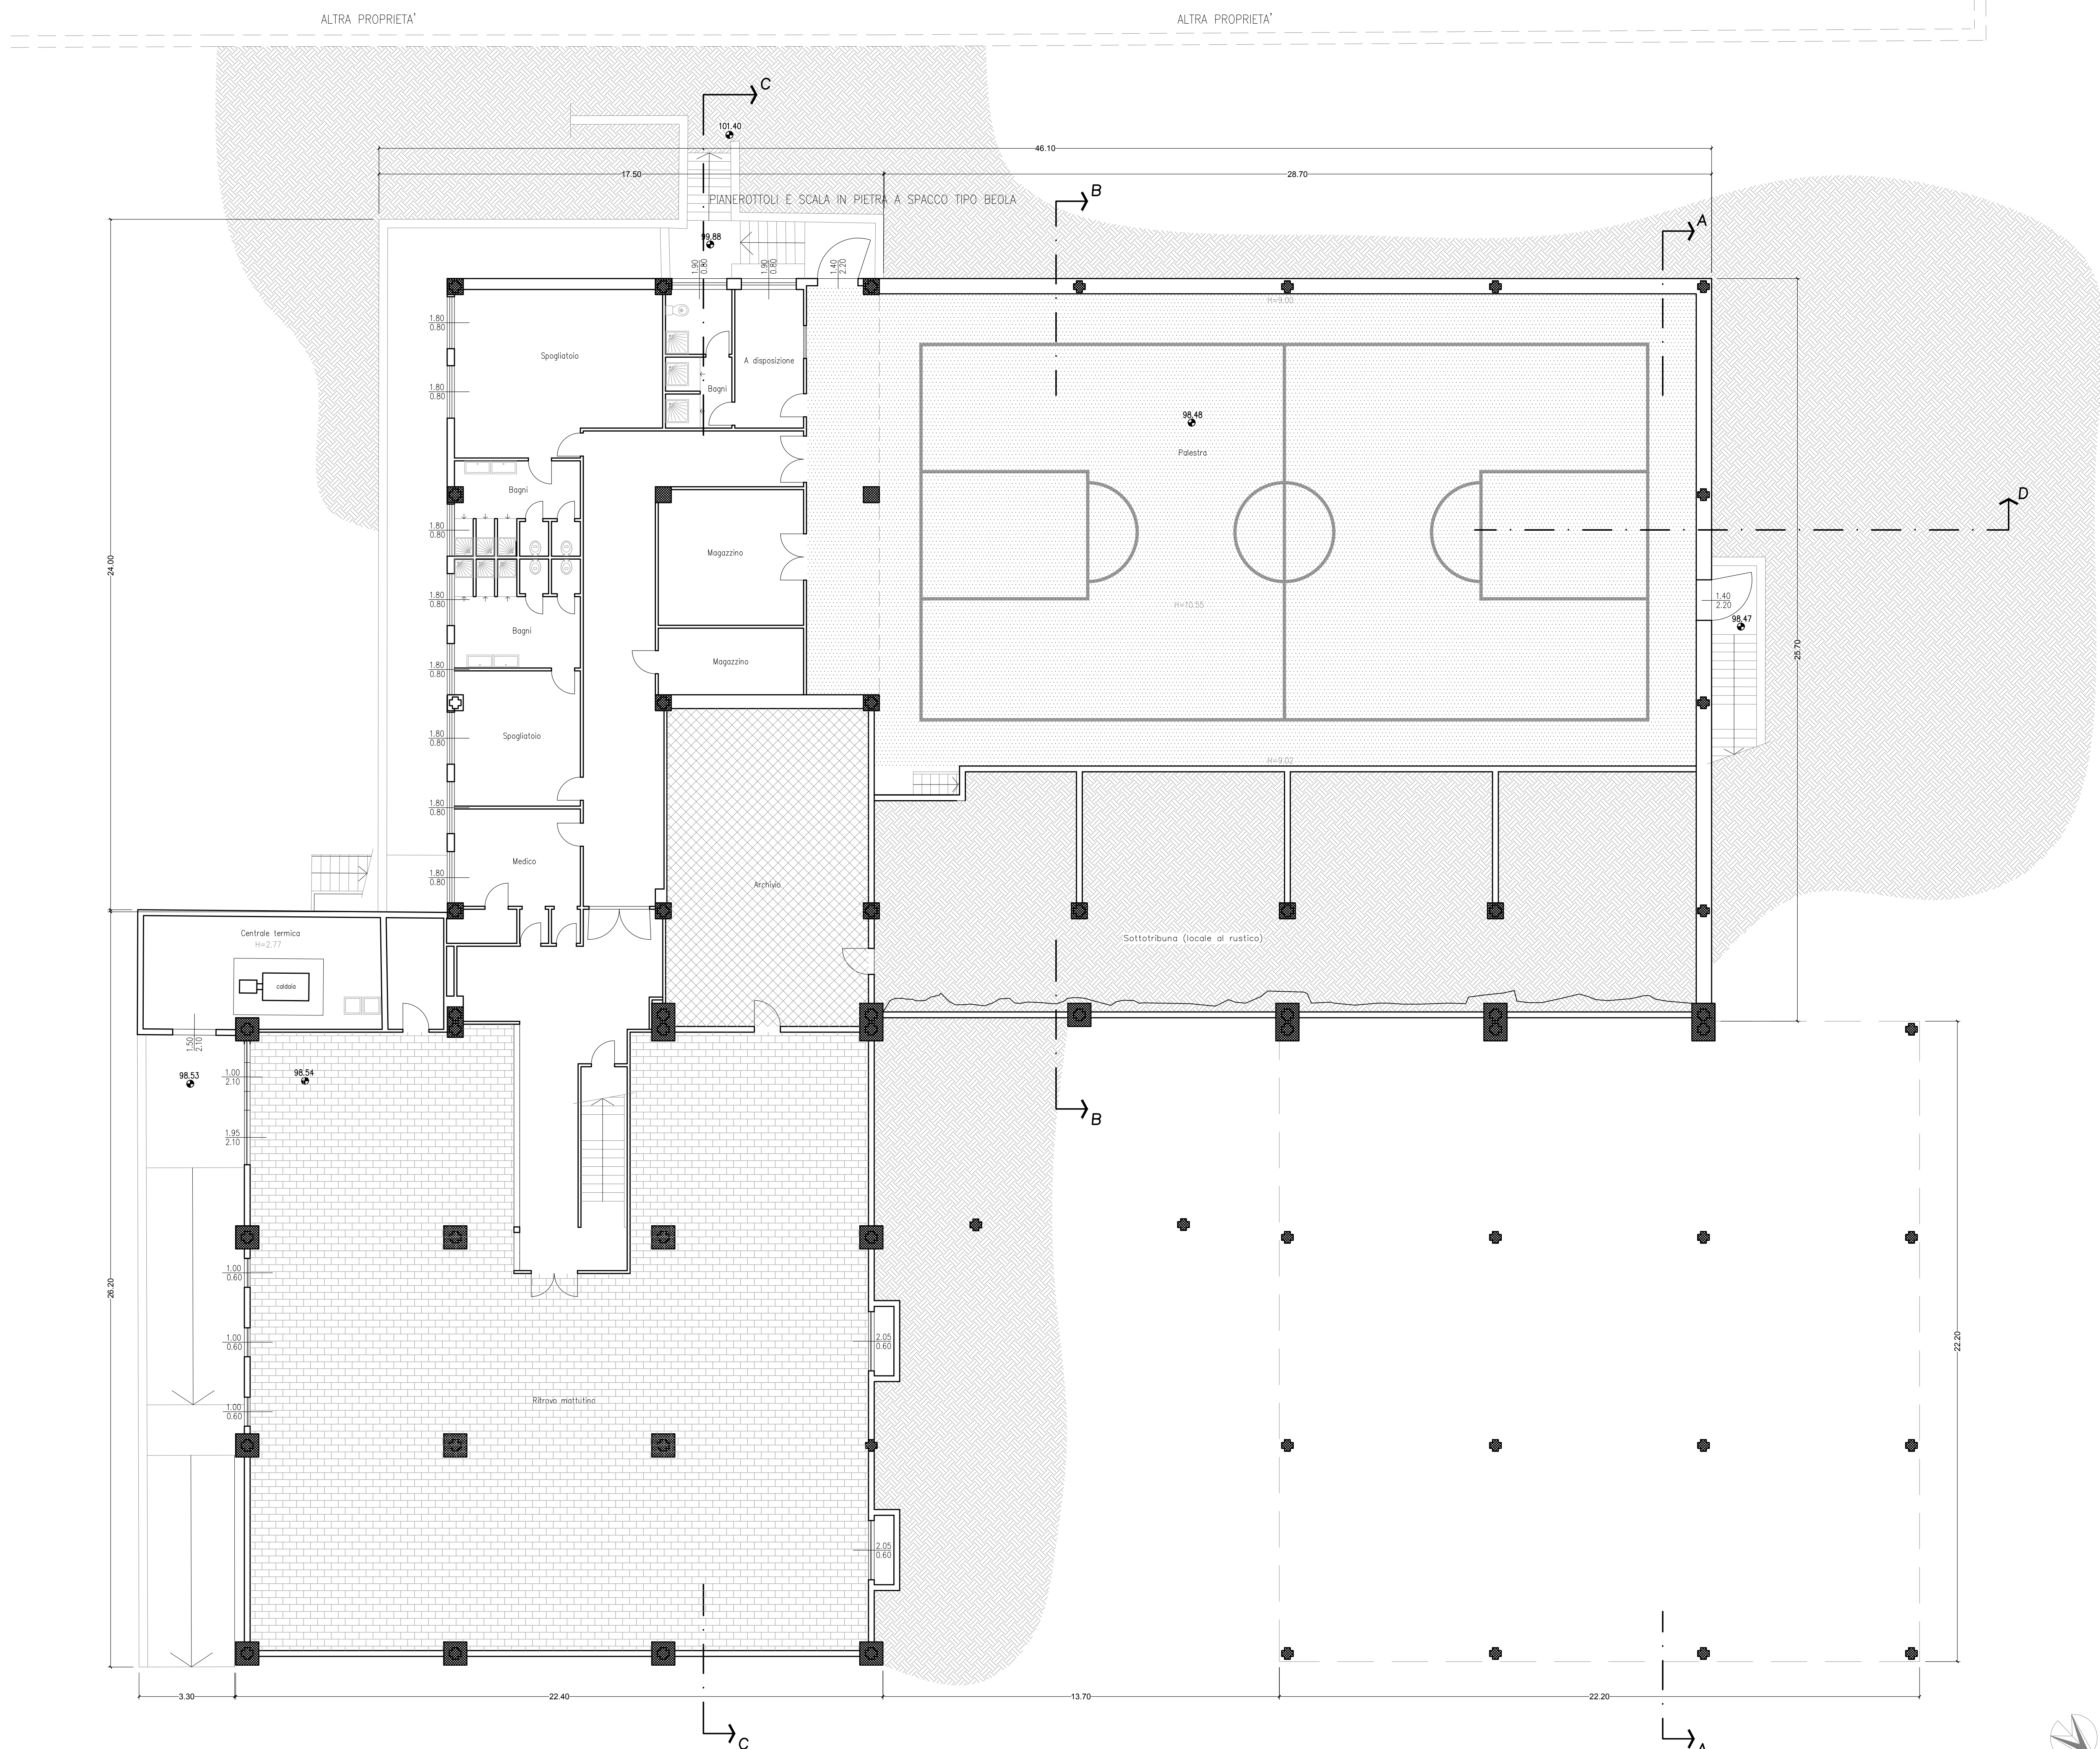 ALTRA PROPRIETA'
ALTRA PROPRIETA'
C
101.40
46.10
17.50
28.70
B
PIANEROTTOLI E SCALA IN PIETRA A SPACCO TIPO BEOLA
A
99.88
1.90
0.80
1.90
0.80
1.40
2.20
H=9.00
1.80
0.80
Spogliatoio
A disposizione
1.80
0.80
Bagni
98.48
Palestra
Bagni
D
1.80
0.80
Magazzino
24.00
1.80
0.80
H=10.55
1.40
2.20
98.47
Bagni
25.70
1.80
0.80
Magazzino
Spogliatoio
1.80
0.80
H=9.02
1.80
0.80
Medico
1.80
0.80
Archivio
Centrale termica
H=2.77
Sottotribuna (locale al rustico)
caldaia
1.50
2.10
98.53
1.00
2.10
98.54
B
1.95
2.10
1.00
0.60
26.20
1.00
0.60
2.05
0.60
22.20
Ritrovo mattutino
1.00
0.60
2.05
0.60
3.30
22.40
13.70
22.20
C
A